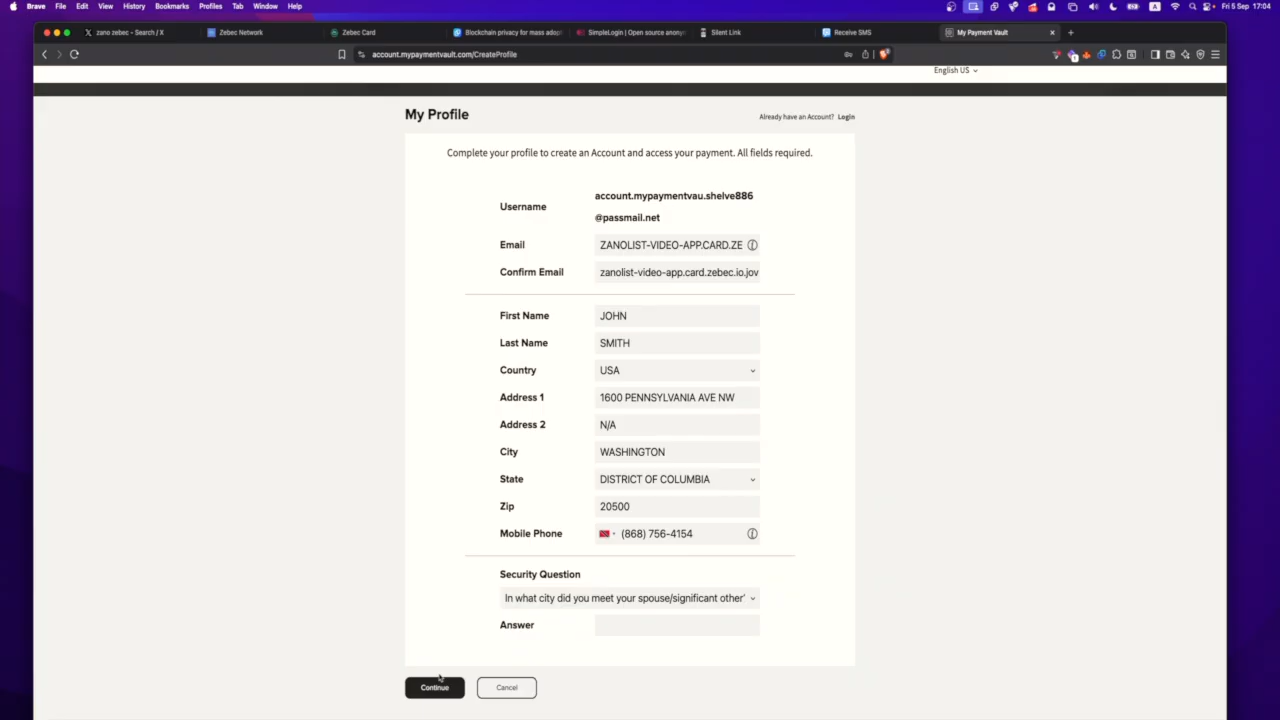 Brave File Edit View History Bookmarks Profiles Tab Window Help A Fri 5 Sep 17:04
zano zebec - Search / X Zebec Network Zebec Card Blockchain privacy for mass adopt SimpleLogin | Open source anonym Silent Link Receive SMS My Payment Vault
account.mypaymentvault.com/CreateProfile
English US
My Profile
Already have an Account? Login
Complete your profile to create an Account and access your payment. All fields required.
Username account.mypaymentvau.shelve886
@passmail.net
Email ZANOLIST-VIDEO-APP.CARD.ZE
Confirm Email zanolist-video-app.card.zebec.io.jov
First Name JOHN
Last Name SMITH
Country USA
Address 1 1600 PENNSYLVANIA AVE NW
Address 2 N/A
City WASHINGTON
State DISTRICT OF COLUMBIA
Zip 20500
Mobile Phone (868) 756-4154
Security Question
In what city did you meet your spouse/significant other'
Answer
Continue Cancel